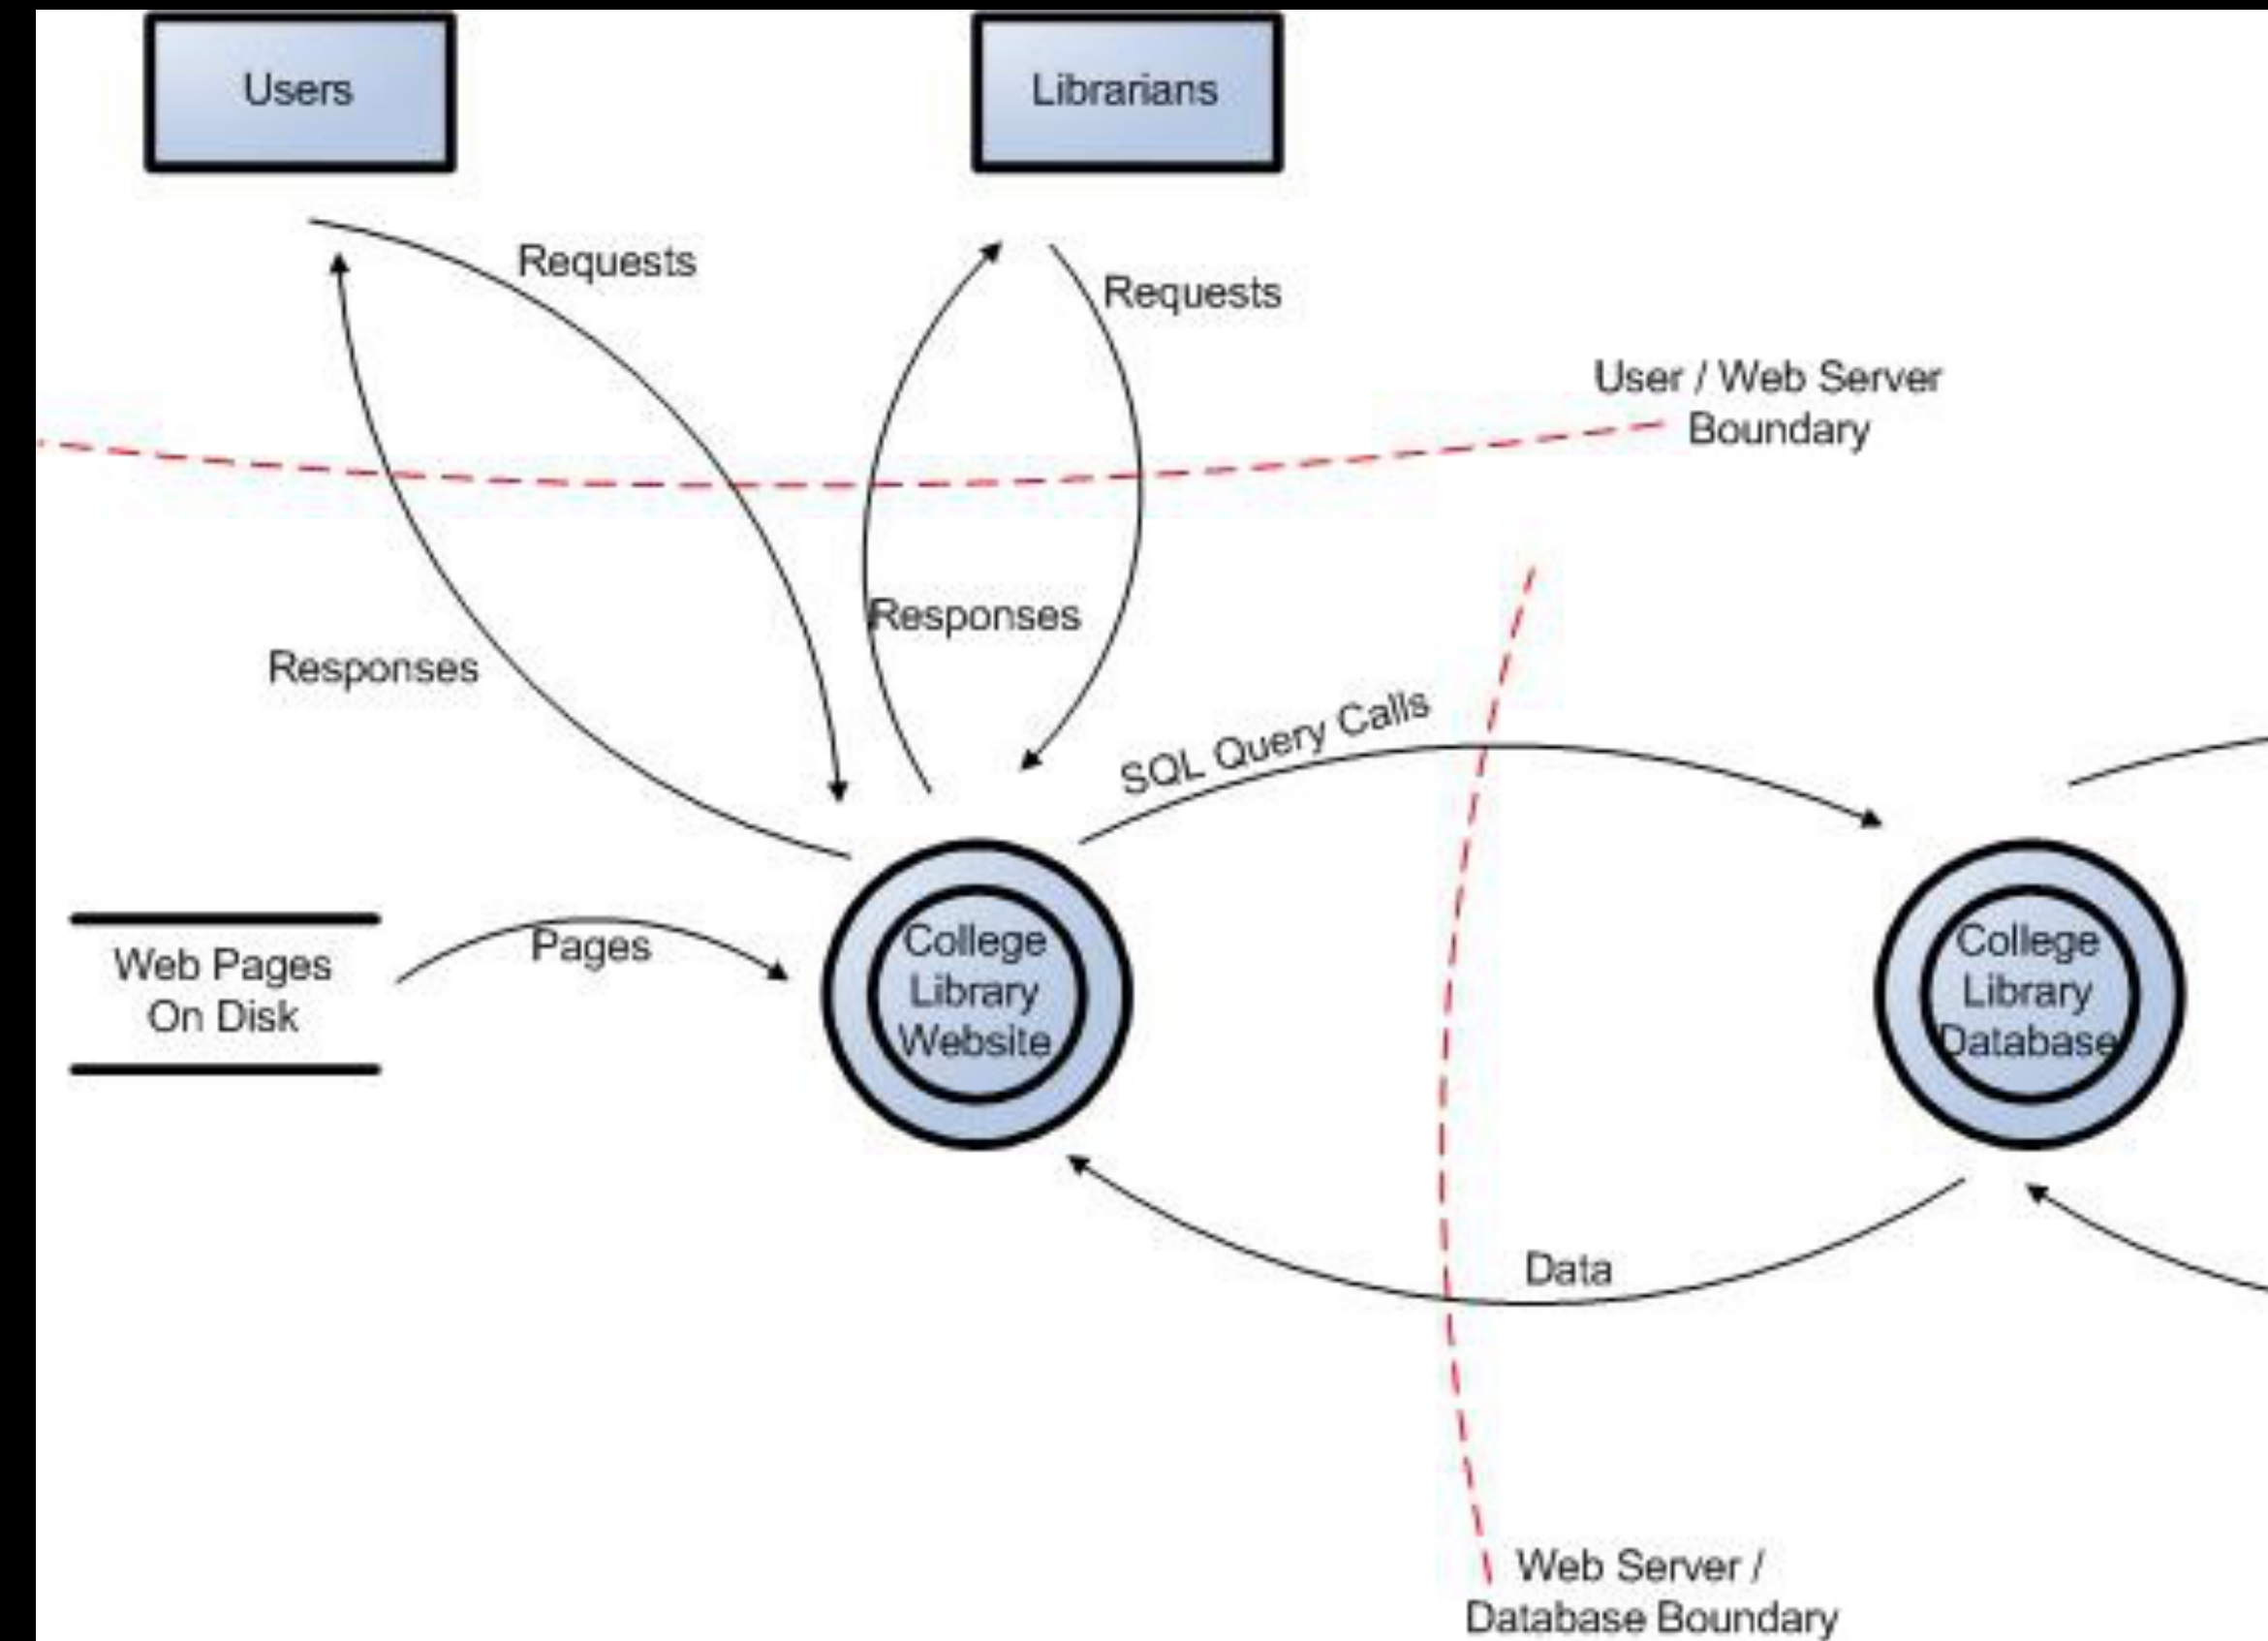 Users
Librarians
Requests
Requests
User / Web Server
Boundary
Responses
Responses
SQL Query Calls
Web Pages
On Disk
Pages
College
Library
Website
College
Library
Database
Data
Web Server /
Database Boundary